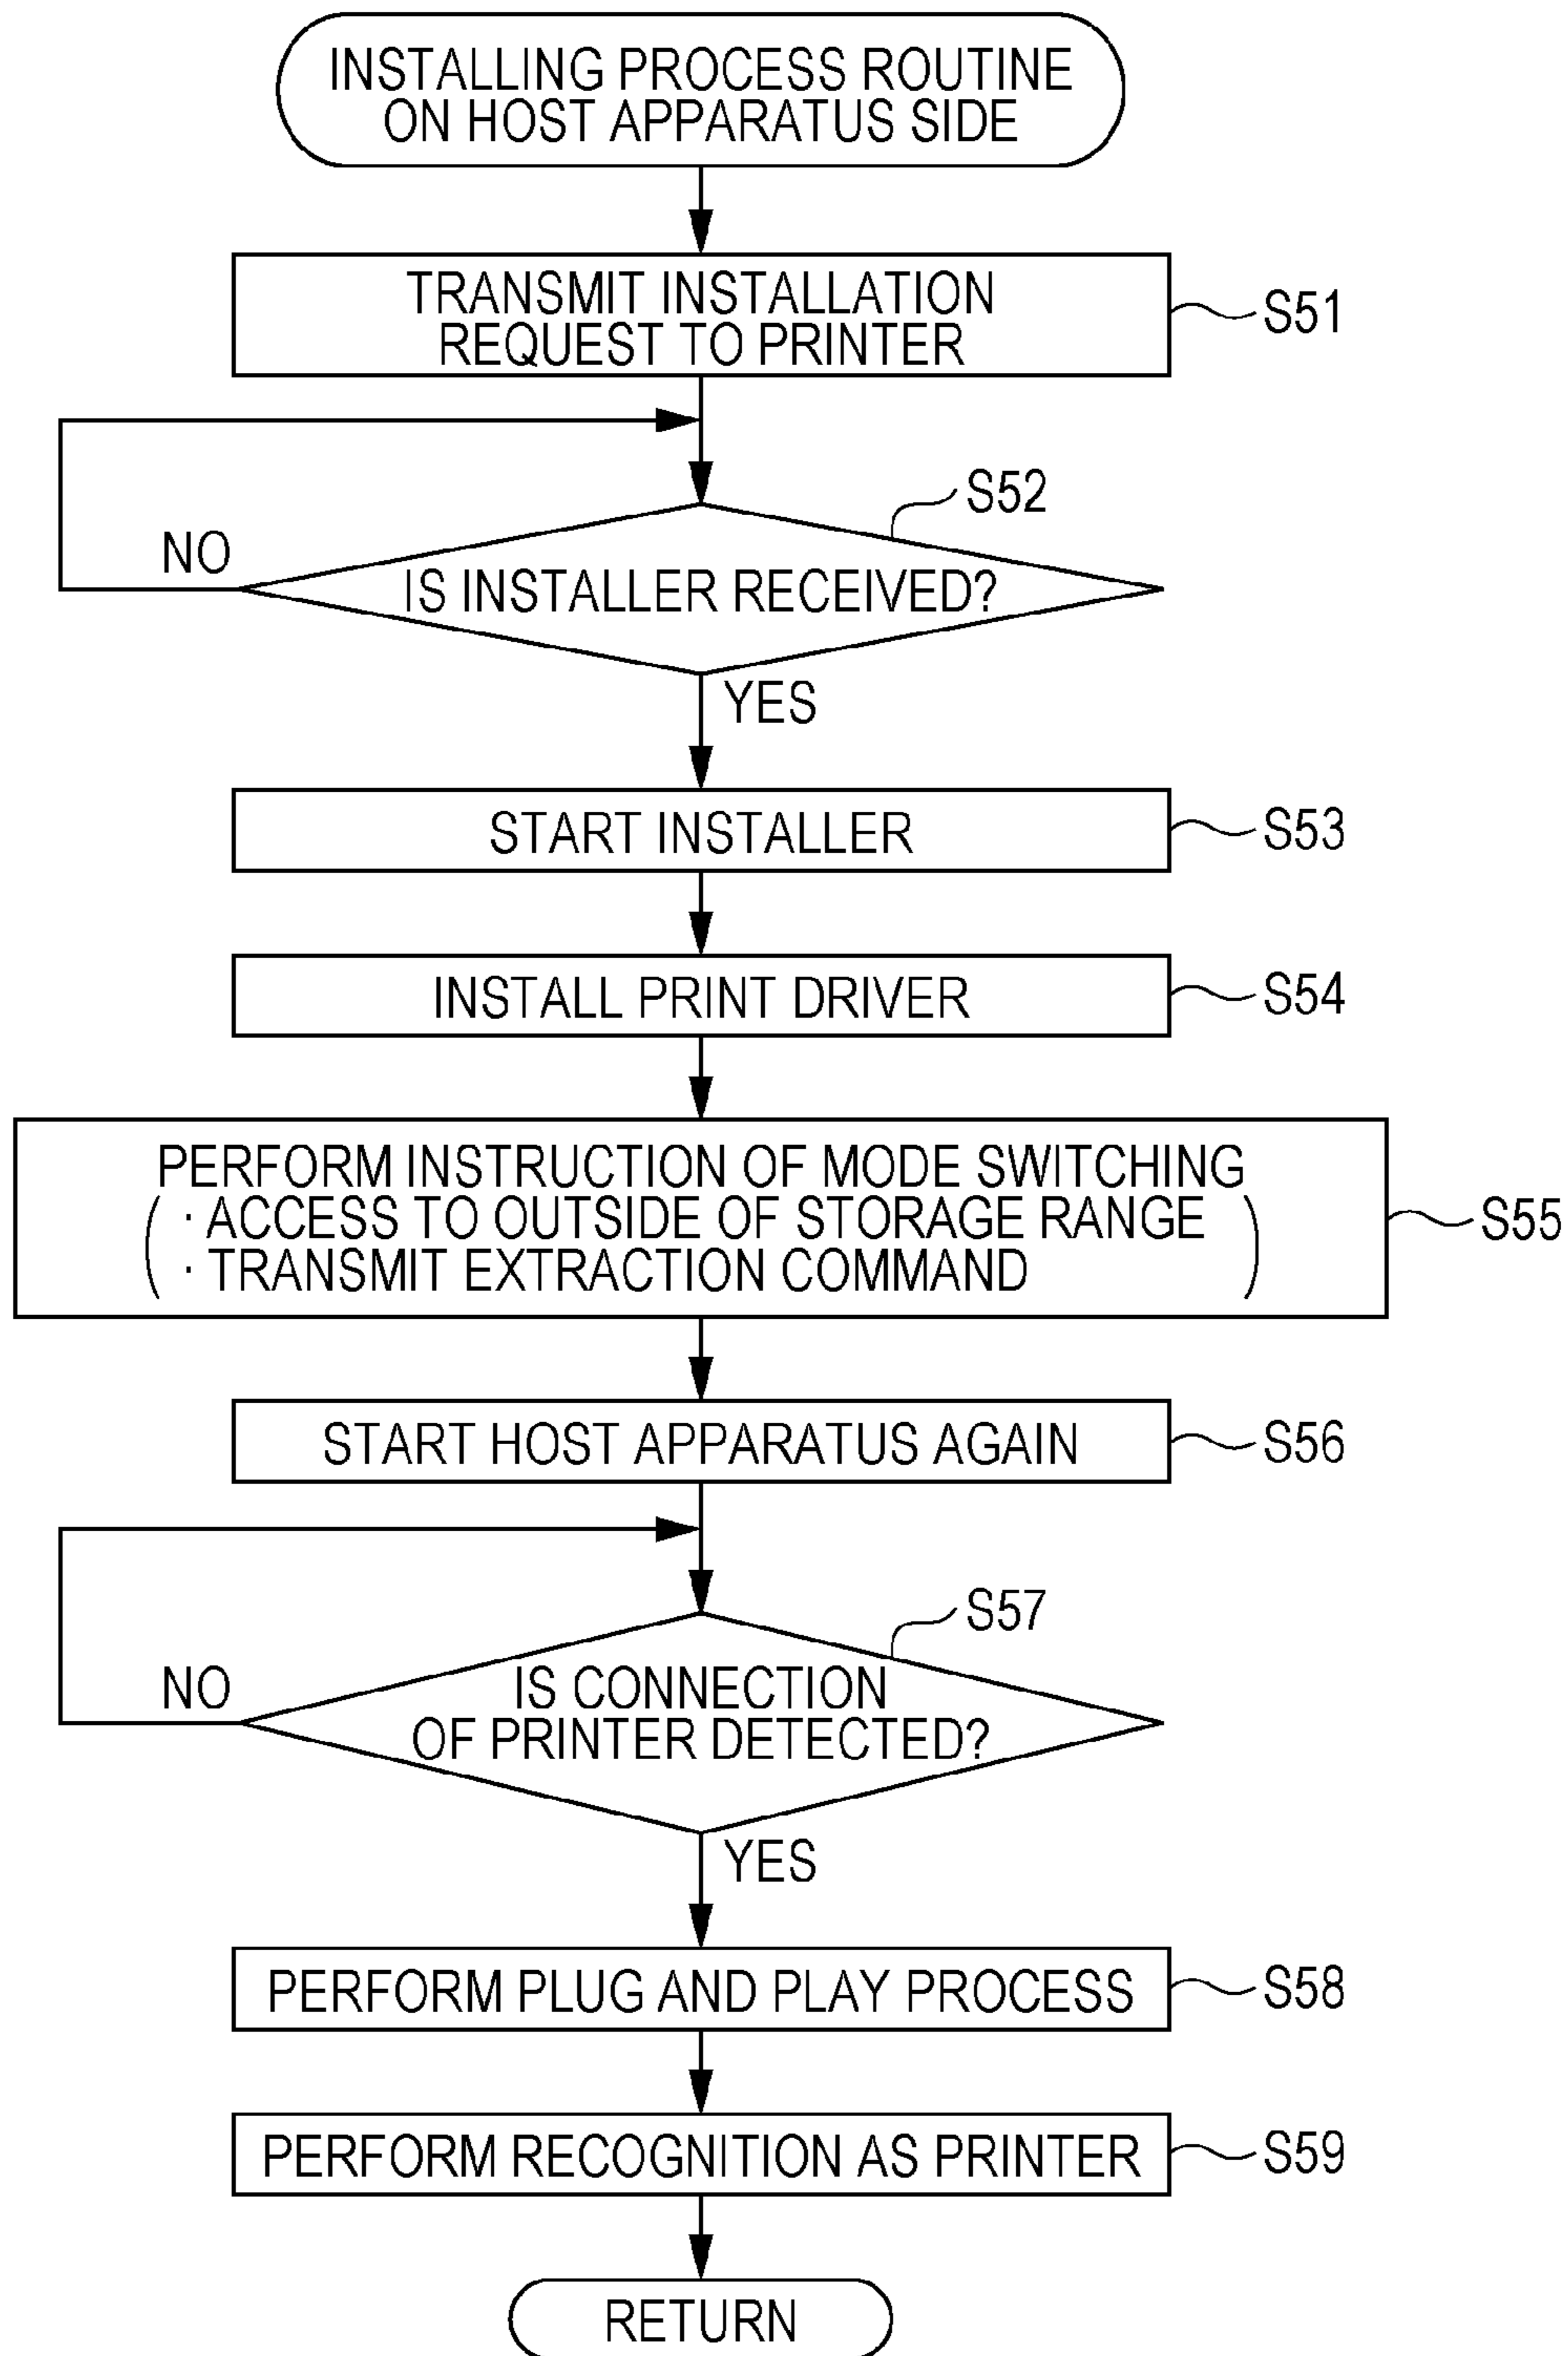 INSTALLING PROCESS ROUTINE
ON HOST APPARATUS SIDE
TRANSMIT INSTALLATION
REQUEST TO PRINTER
S51
S52
NO
IS INSTALLER RECEIVED?
YES
START INSTALLER
S53
INSTALL PRINT DRIVER
S54
PERFORM INSTRUCTION OF MODE SWITCHING
( · ACCESS TO OUTSIDE OF STORAGE RANGE
· TRANSMIT EXTRACTION COMMAND )
S55
START HOST APPARATUS AGAIN
S56
S57
NO
IS CONNECTION
OF PRINTER DETECTED?
YES
PERFORM PLUG AND PLAY PROCESS
S58
PERFORM RECOGNITION AS PRINTER
S59
RETURN